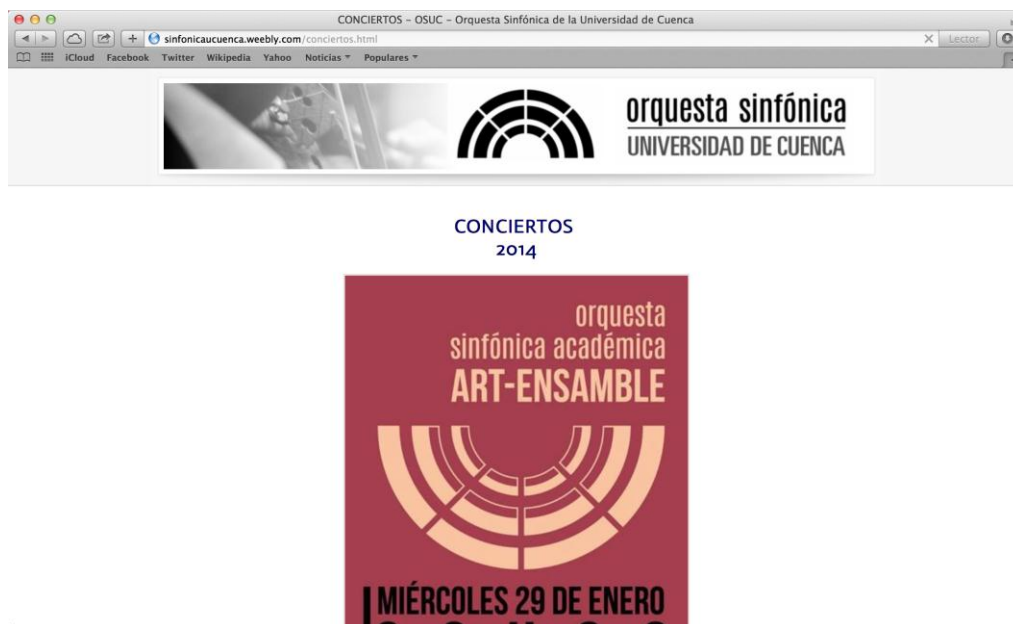 CONCIERTOS – OSUC – Orquesta Sinfónica de la Universidad de Cuenca
sinfonicaucuenca.weebly.com/conciertos.html
Lector
iCloud Facebook Twitter Wikipedia Yahoo Noticias Populares
orquesta sinfónica
UNIVERSIDAD DE CUENCA
CONCIERTOS
2014
orquesta
sinfónica académica
ART-ENSAMBLE
MIÉRCOLES 29 DE ENERO